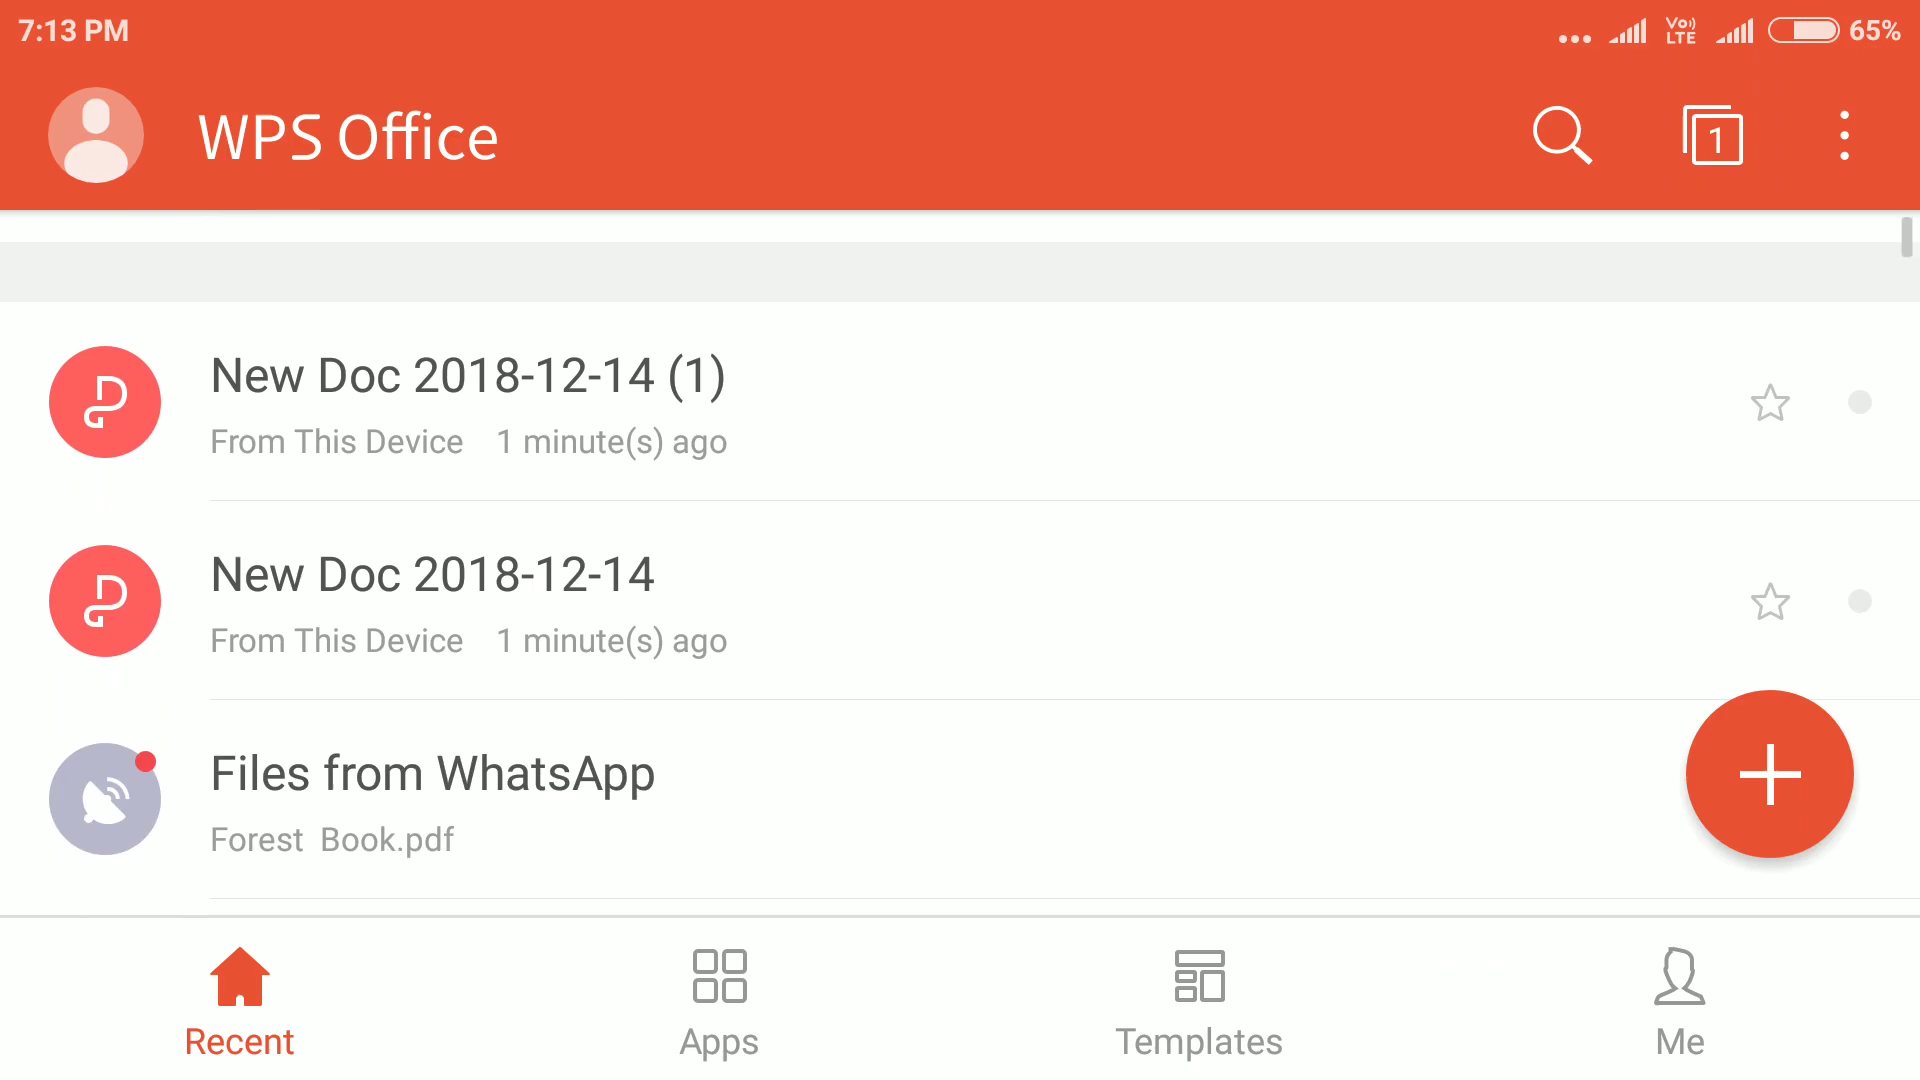 7:13 PM
Vo)) LTE
65%
WPS Office
1
New Doc 2018-12-14 (1)
From This Device 1 minute(s) ago
New Doc 2018-12-14
From This Device 1 minute(s) ago
Files from WhatsApp
Forest Book.pdf
Recent
Apps
Templates
Me